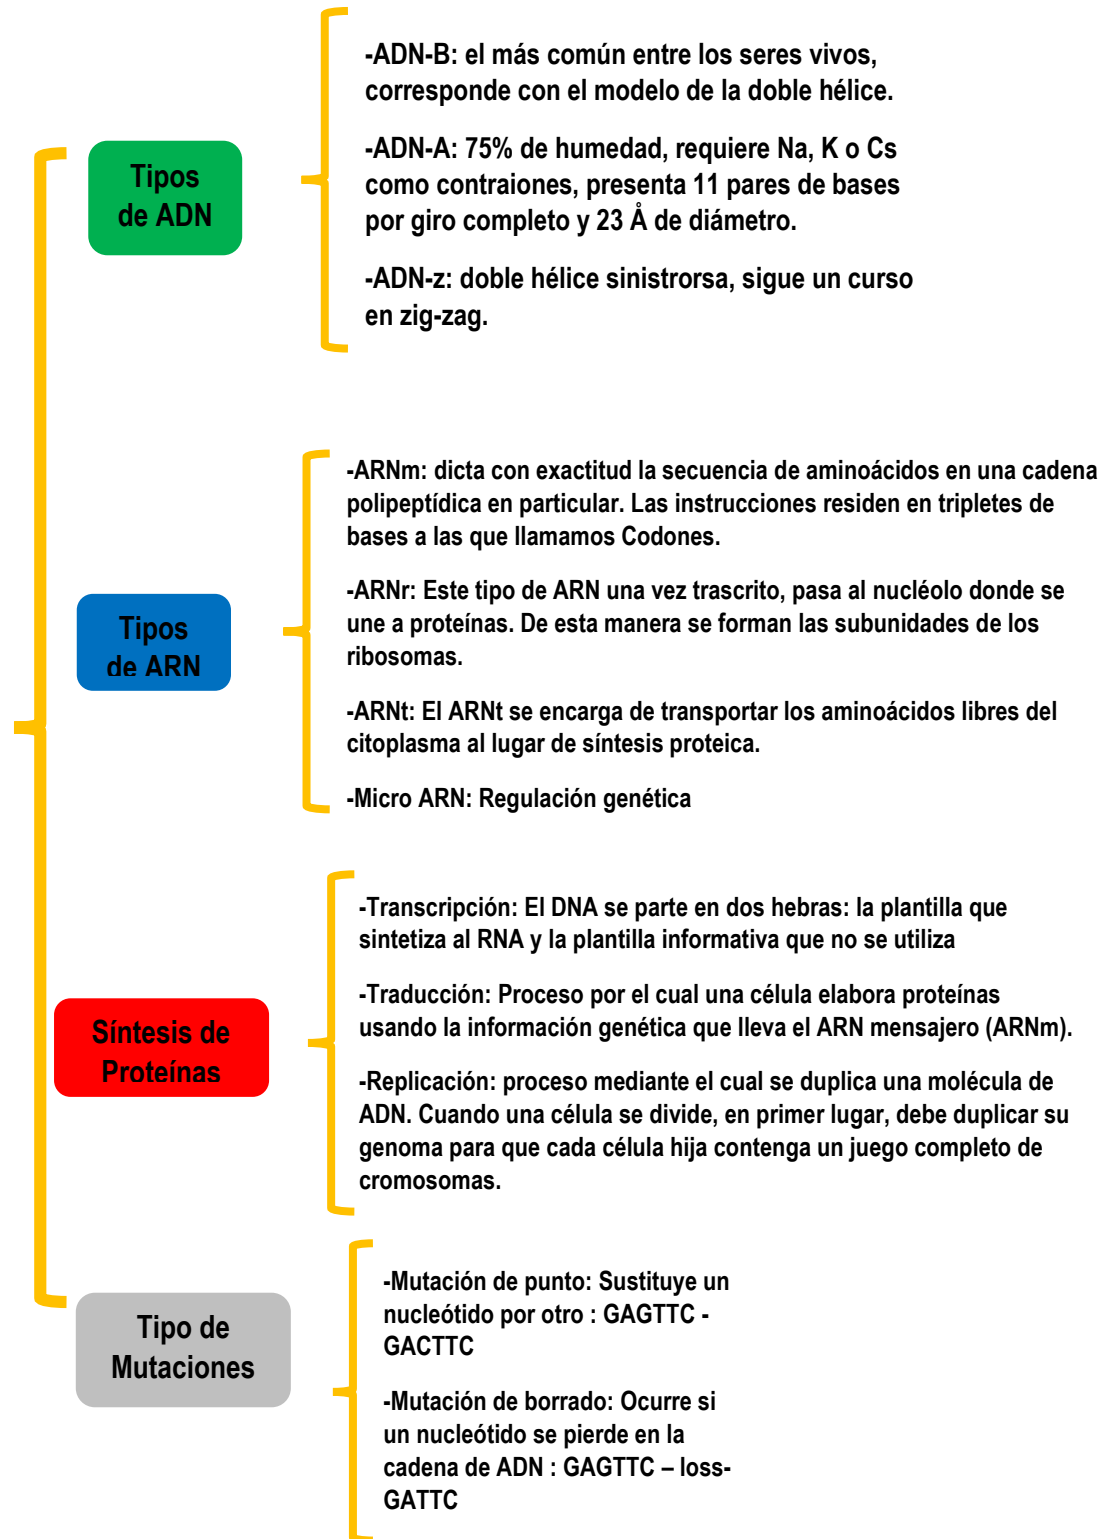 -ADN-B: el más común entre los seres vivos,
corresponde con el modelo de la doble hélice.
Tipos
de ADN
-ADN-A: 75% de humedad, requiere Na, K o Cs
como contraiones, presenta 11 pares de bases
por giro completo y 23 Å de diámetro.
-ADN-z: doble hélice sinistrorsa, sigue un curso
en zig-zag.
Tipos
de ARN
-ARNm: dicta con exactitud la secuencia de aminoácidos en una cadena
polipeptídica en particular. Las instrucciones residen en tripletes de
bases a las que llamamos Codones.
-ARNr: Este tipo de ARN una vez trascrito, pasa al nucléolo donde se
une a proteínas. De esta manera se forman las subunidades de los
ribosomas.
-ARNt: El ARNt se encarga de transportar los aminoácidos libres del
citoplasma al lugar de síntesis proteica.
-Micro ARN: Regulación genética
Síntesis de
Proteínas
-Transcripción: El DNA se parte en dos hebras: la plantilla que
sintetiza al RNA y la plantilla informativa que no se utiliza
-Traducción: Proceso por el cual una célula elabora proteínas
usando la información genética que lleva el ARN mensajero (ARNm).
-Replicación: proceso mediante el cual se duplica una molécula de
ADN. Cuando una célula se divide, en primer lugar, debe duplicar su
genoma para que cada célula hija contenga un juego completo de
cromosomas.
Tipo de
Mutaciones
-Mutación de punto: Sustituye un
nucleótido por otro : GAGTTC -
GACTTC
-Mutación de borrado: Ocurre si
un nucleótido se pierde en la
cadena de ADN : GAGTTC – loss-
GATTC